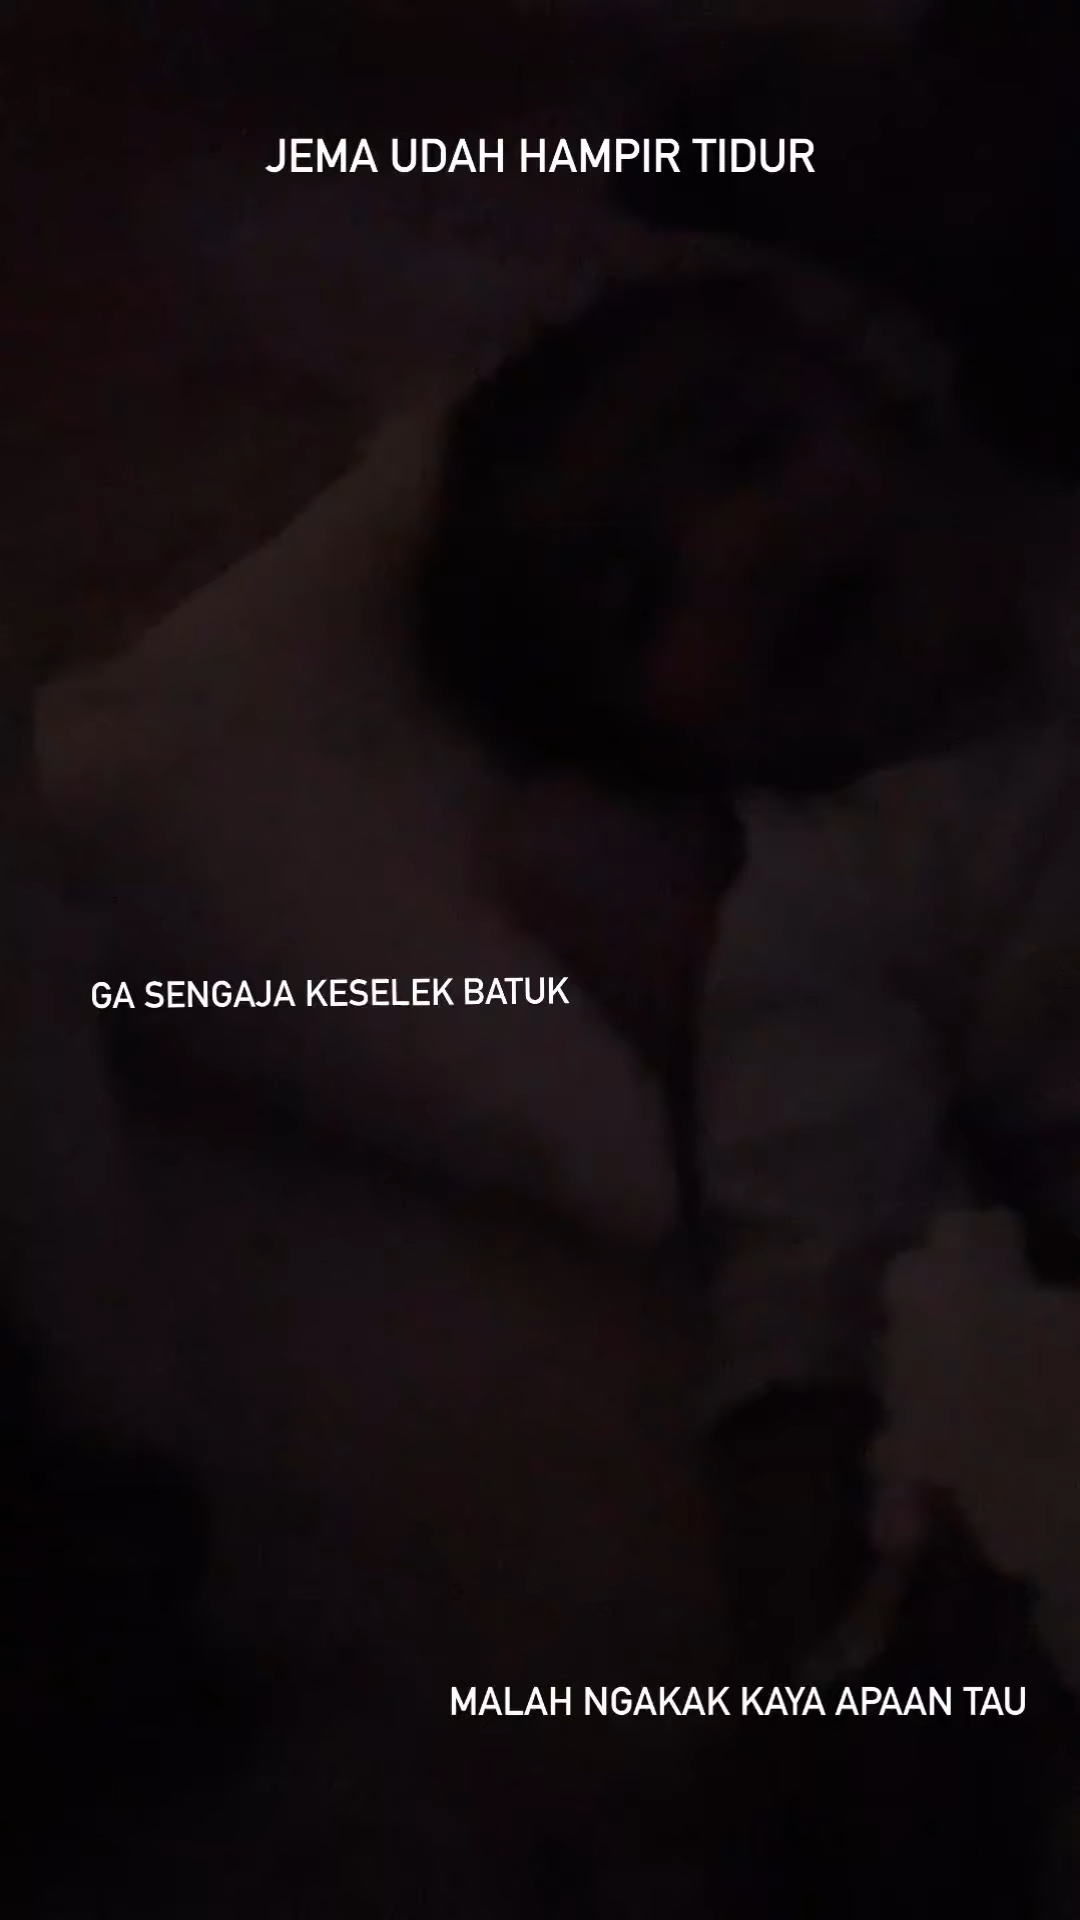 JEMA UDAH HAMPIR TIDUR
GA SENGAJA KESELEK BATUK
MALAH NGAKAK KAYA APAAN TAU